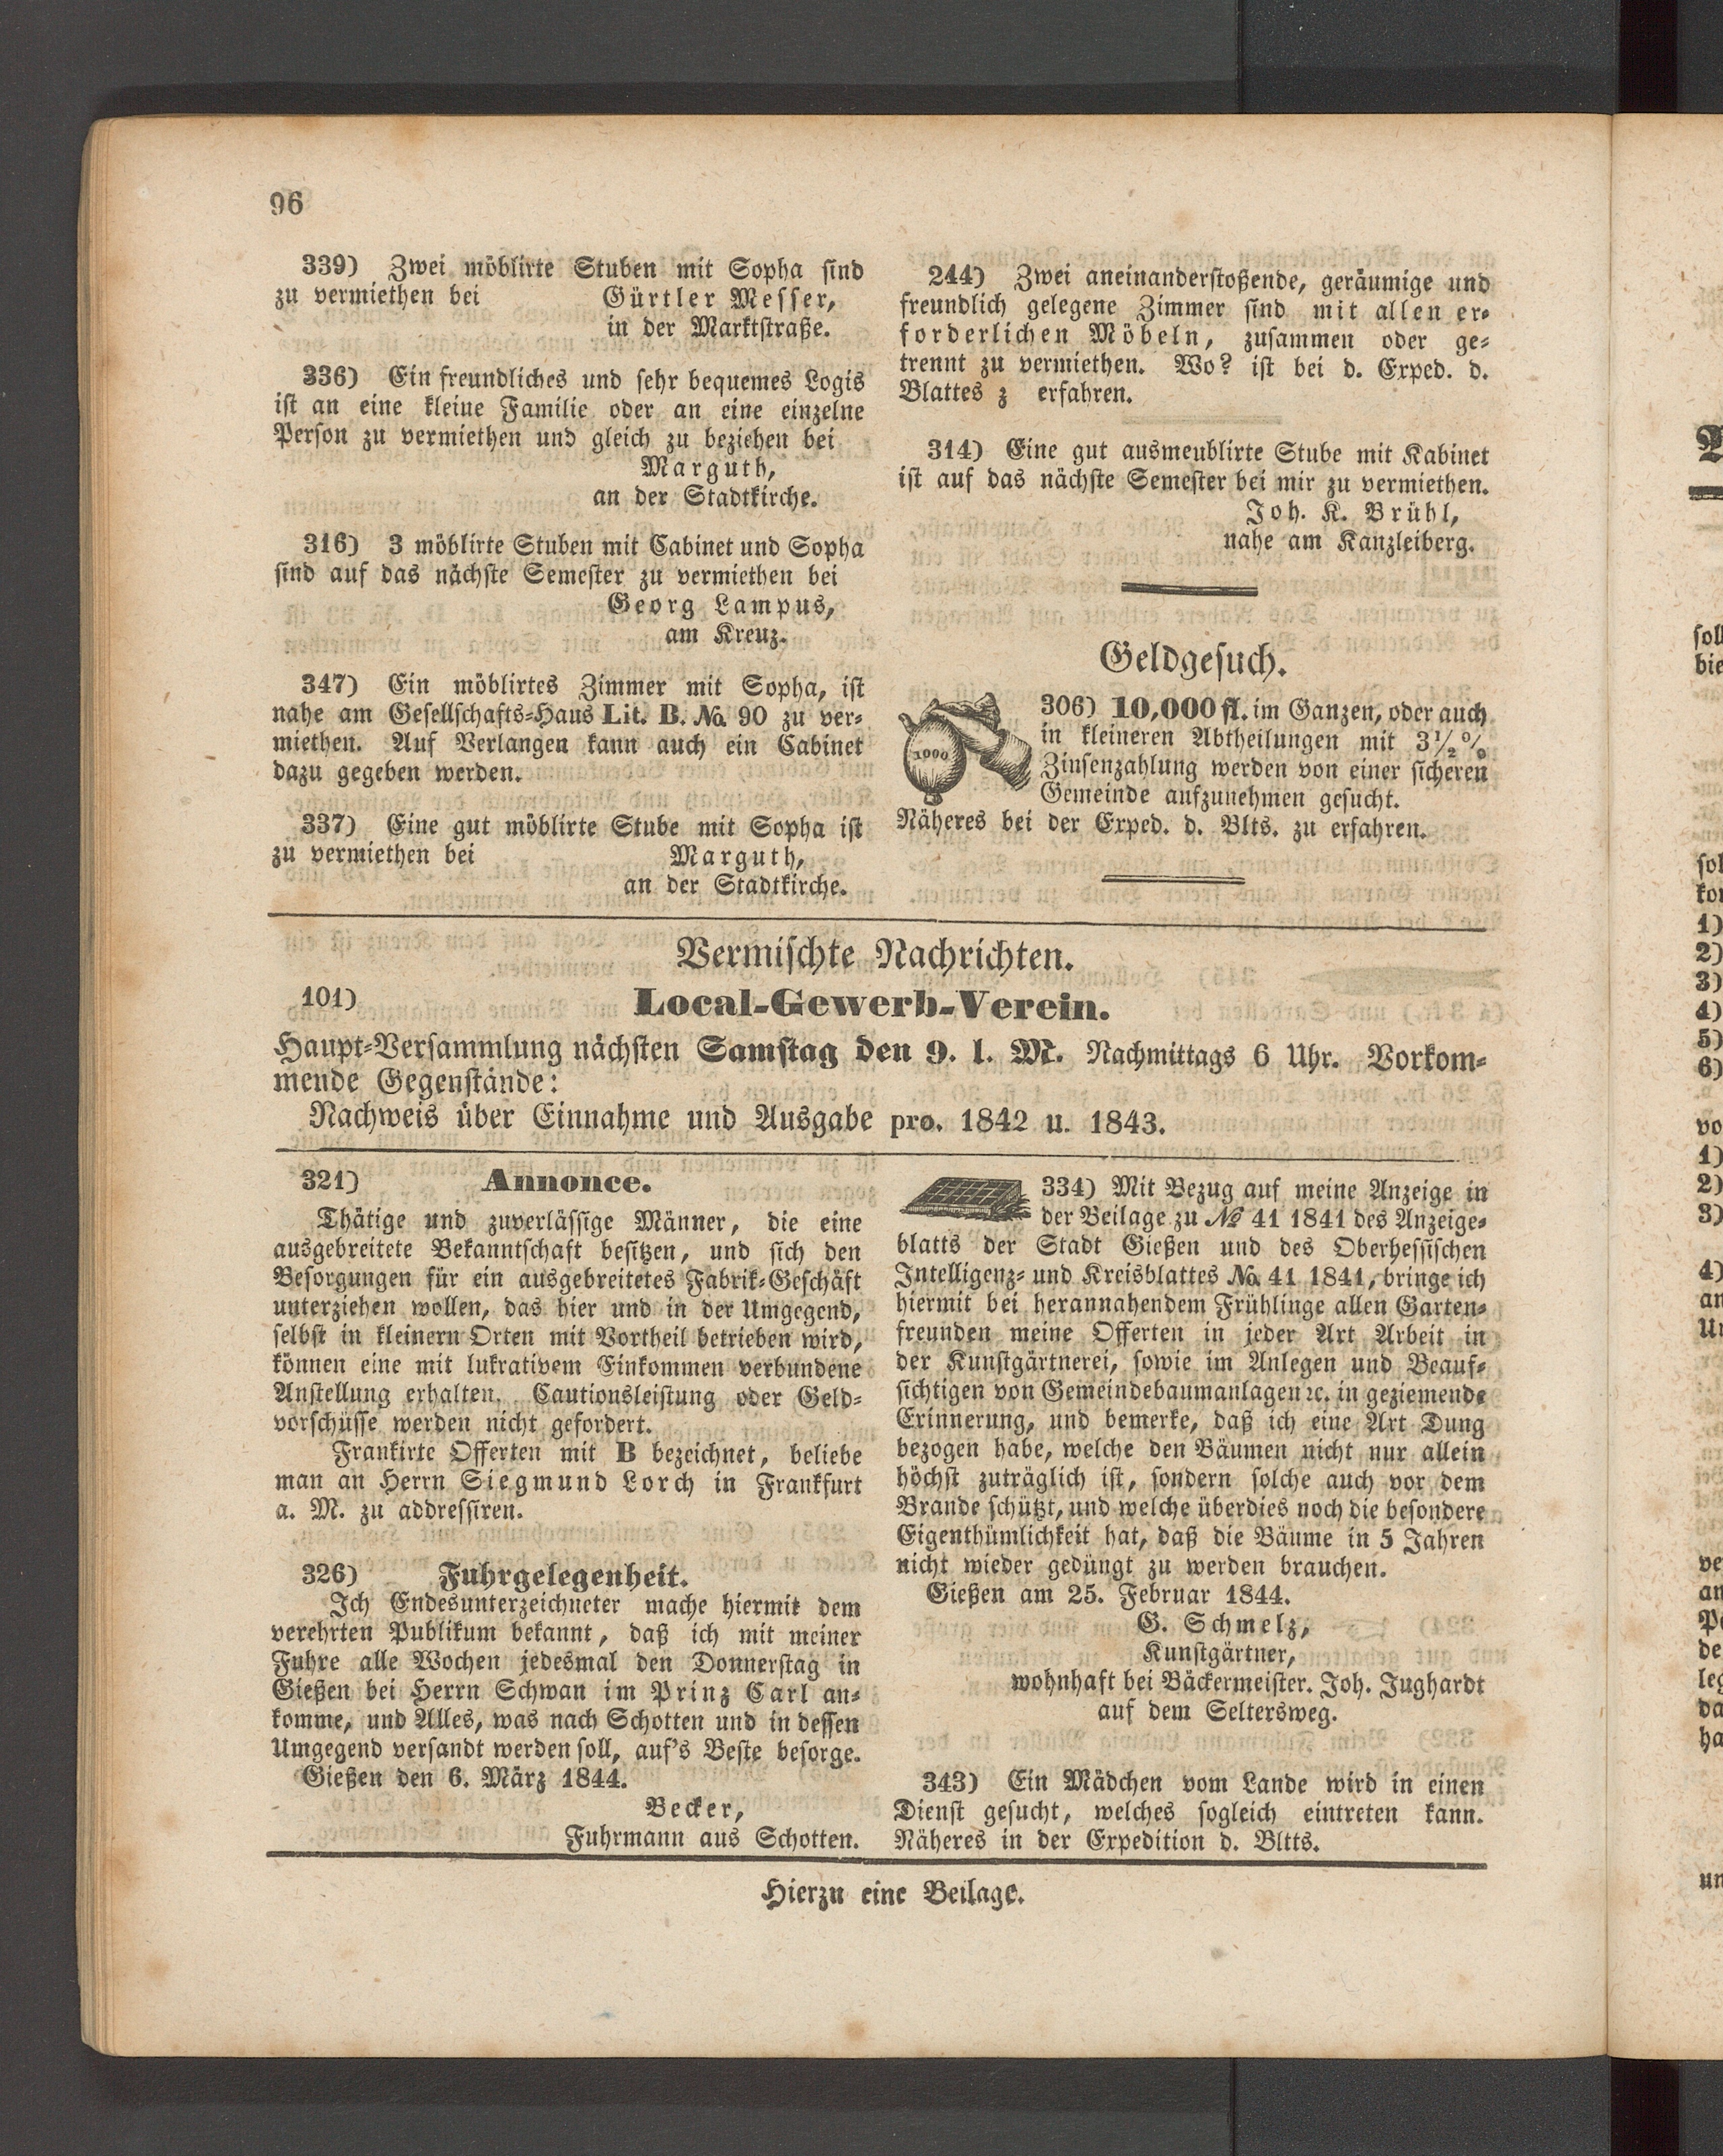 96
339) Zwei möblirte Stuben mit Sopha sind
zu vermiethen bei Gürtler Messer,
in der Marktstraße.
336) Ein freundliches und sehr bequemes Logis
ist an eine kleine Familie oder an eine einzelne
Person zu vermiethen und gleich zu beziehen bei
Marguth,
an der Stadtkirche.
316) 3 möblirte Stuben mit Cabinet und Sopha
sind auf das nächste Semester zu vermiethen bei
Georg Lampus,
am Kreuz.
347) Ein möblirtes Zimmer mit Sopha, ist
nahe am Gesellschafts=Haus Lit. B. No. 90 zu ver=
miethen. Auf Verlangen kann auch ein Cabinet
dazu gegeben werden.
337) Eine gut möblirte Stube mit Sopha ist
zu vermiethen bei Marguth,
an der Stadtkirche.
244) Zwei aneinanderstoßende, geräumige und
freundlich gelegene Zimmer sind mit allen er=
forderlichen Möbeln, zusammen oder ge=
trennt zu vermiethen. Wo? ist bei d. Exped. d.
Blattes z erfahren.
314) Eine gut ausmeublirte Stube mit Kabinet
ist auf das nächste Semester bei mir zu vermiethen.
Joh. K. Brühl,
nahe am Kanzleiberg.
Geldgesuch.
1000
306) 10,000 fl. im Ganzen, oder auch
in kleineren Abtheilungen mit 3½%
Zinsenzahlung werden von einer sicheren
Gemeinde aufzunehmen gesucht.
Näheres bei der Exped. d. Blts. zu erfahren.
Vermischte Nachrichten.
101) Local-Gewerb-Verein.
Haupt=Versammlung nächsten Samstag den 9. l. M. Nachmittags 6 Uhr. Vorkom=
mende Gegenstände:
Nachweis über Einnahme und Ausgabe pro. 1842 u. 1843.
321) Annonce.
Thätige und zuverlässige Männer, die eine
ausgebreitete Bekanntschaft besitzen, und sich den
Besorgungen für ein ausgebreitetes Fabrik=Geschäft
unterziehen wollen, das hier und in der Umgegend,
selbst in kleinern Orten mit Vortheil betrieben wird,
können eine mit lukrativem Einkommen verbundene
Anstellung erhalten. Cautionsleistung oder Geld=
vorschüsse werden nicht gefordert.
Frankirte Offerten mit B bezeichnet, beliebe
man an Herrn Siegmund Lorch in Frankfurt
a. M. zu addressiren.
326) Fuhrgelegenheit.
Ich Endesunterzeichneter mache hiermit dem
verehrten Publikum bekannt, daß ich mit meiner
Fuhre alle Wochen jedesmal den Donnerstag in
Gießen bei Herrn Schwan im Prinz Carl an=
komme, und Alles, was nach Schotten und in dessen
Umgegend versandt werden soll, auf's Beste besorge.
Gießen den 6. März 1844.
Becker,
Fuhrmann aus Schotten.
334) Mit Bezug auf meine Anzeige in
der Beilage zu № 41 1841 des Anzeige=
blatts der Stadt Gießen und des Oberhessischen
Intelligenz= und Kreisblattes No. 41 1841, bringe ich
hiermit bei herannahendem Frühlinge allen Garten=
freunden meine Offerten in jeder Art Arbeit in
der Kunstgärtnerei, sowie im Anlegen und Beauf=
sichtigen von Gemeindebaumanlagen ꝛc. in geziemende
Erinnerung, und bemerke, daß ich eine Art Dung
bezogen habe, welche den Bäumen nicht nur allein
höchst zuträglich ist, sondern solche auch vor dem
Brande schützt, und welche überdies noch die besondere
Eigenthümlichkeit hat, daß die Bäume in 5 Jahren
nicht wieder gedüngt zu werden brauchen.
Gießen am 25. Februar 1844.
G. Schmelz,
Kunstgärtner,
wohnhaft bei Bäckermeister. Joh. Jughardt
auf dem Seltersweg.
343) Ein Mädchen vom Lande wird in einen
Dienst gesucht, welches sogleich eintreten kann.
Näheres in der Expedition d. Bltts.
Hierzu eine Beilage.